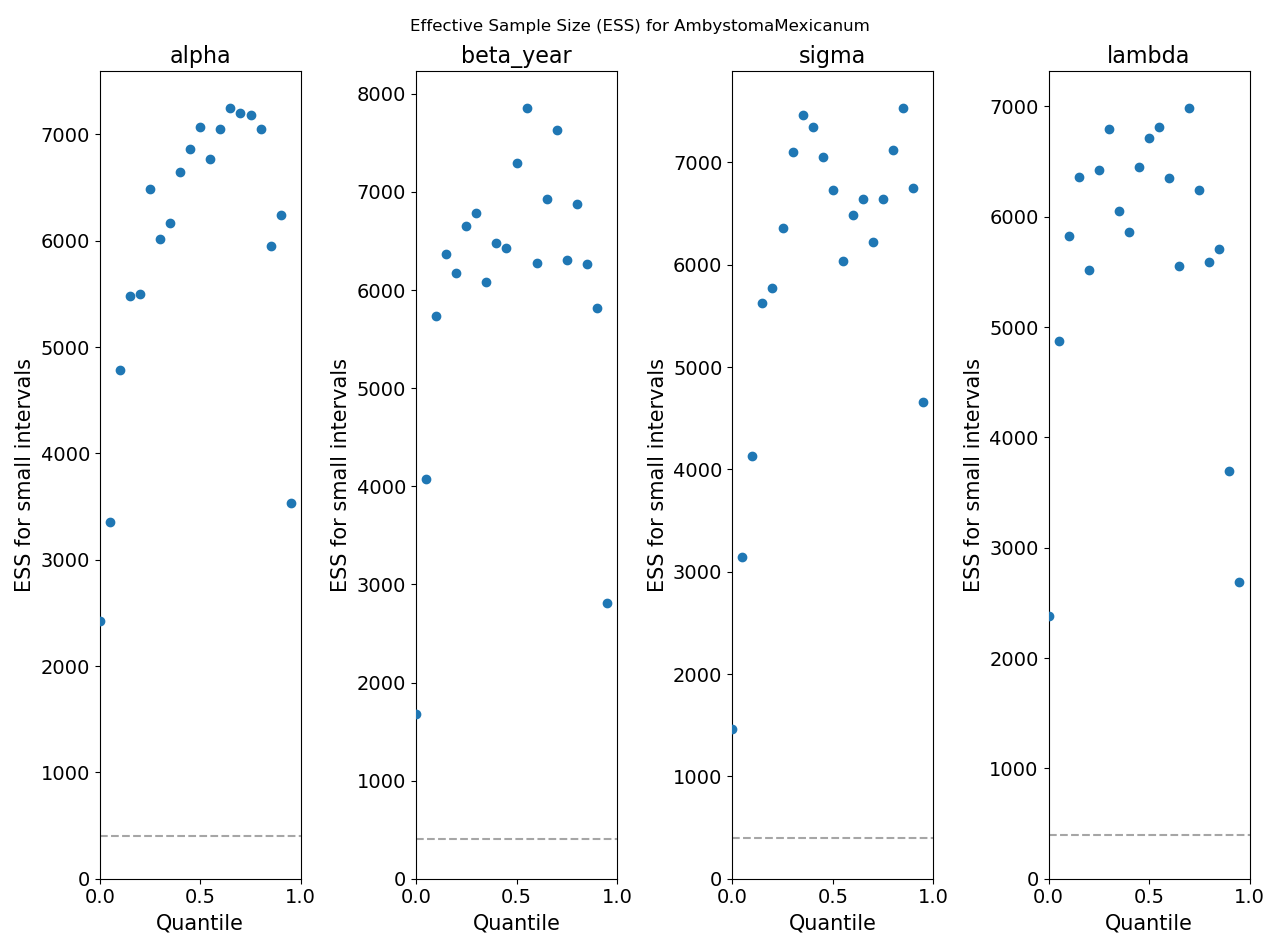 Effective Sample Size (ESS) for AmbystomaMexicanum
alpha
ESS for small intervals
7000
6000
5000
4000
3000
2000
1000
0
0.0 0.5 1.0
Quantile
beta_year
ESS for small intervals
8000
7000
6000
5000
4000
3000
2000
1000
0
0.0 0.5 1.0
Quantile
sigma
ESS for small intervals
7000
6000
5000
4000
3000
2000
1000
0
0.0 0.5 1.0
Quantile
lambda
ESS for small intervals
7000
6000
5000
4000
3000
2000
1000
0
0.0 0.5 1.0
Quantile